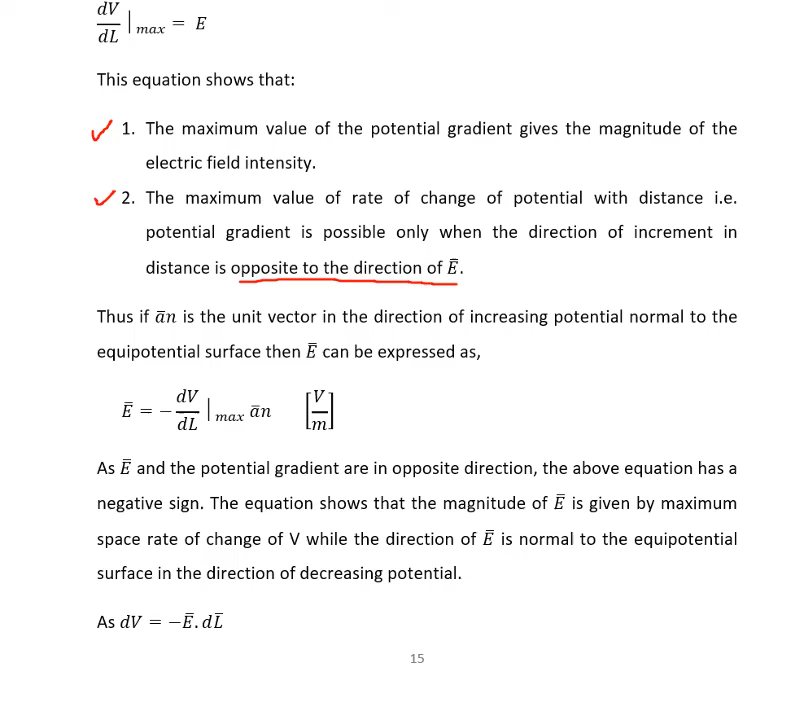 dV/dL |max = E
This equation shows that:
1. The maximum value of the potential gradient gives the magnitude of the
electric field intensity.
2. The maximum value of rate of change of potential with distance i.e.
potential gradient is possible only when the direction of increment in
distance is opposite to the direction of E̅.
Thus if a̅n is the unit vector in the direction of increasing potential normal to the
equipotential surface then E̅ can be expressed as,
E̅ = − dV/dL |max a̅n [V/m]
As E̅ and the potential gradient are in opposite direction, the above equation has a
negative sign. The equation shows that the magnitude of E̅ is given by maximum
space rate of change of V while the direction of E̅ is normal to the equipotential
surface in the direction of decreasing potential.
As dV = −E̅. dL̅
15